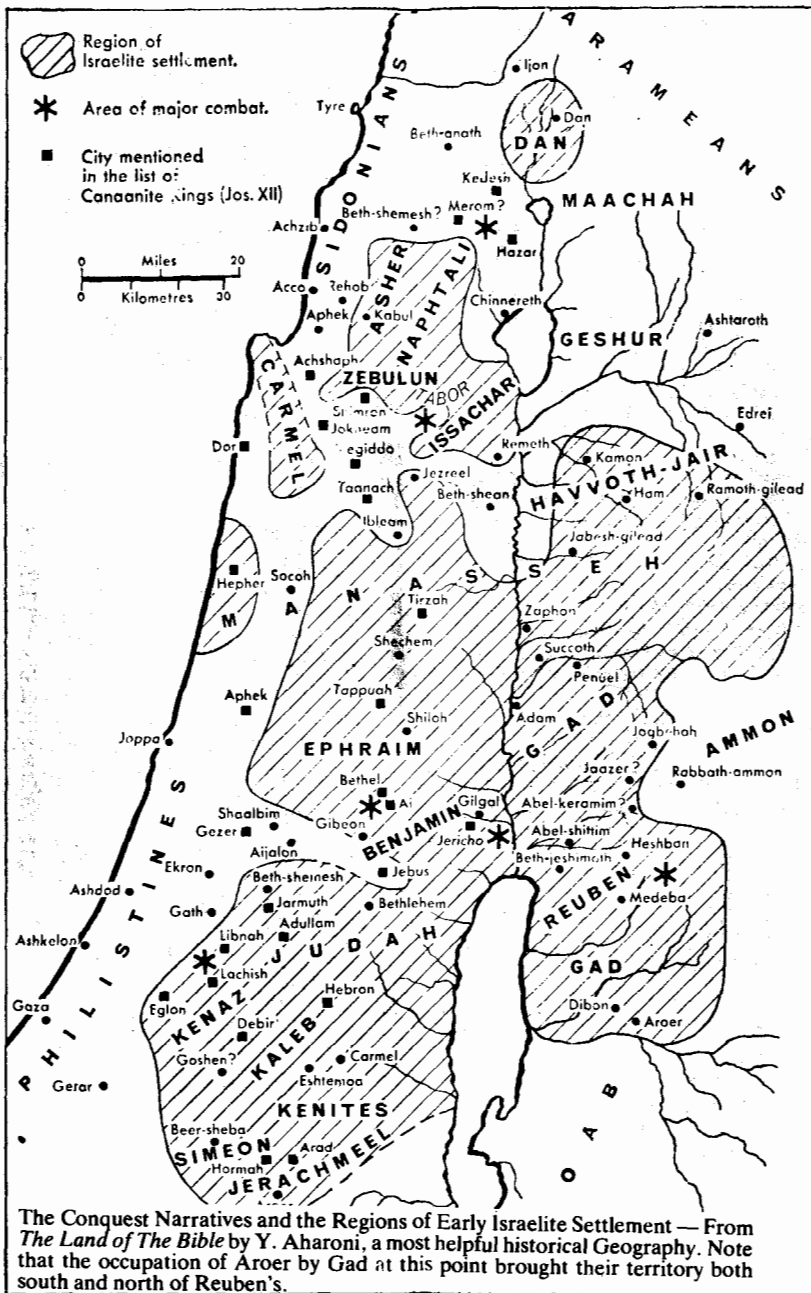 Region of
Israelite settlement.
Area of major combat.
City mentioned
in the list of
Canaanite Kings (Jos. XII)
0 Miles 20
0 Kilometres 30
ARAMEANS
SIDONIANS
Ijon
Tyre
Dan
DAN
Beth-anath
Kedesh
MAACHAH
Merom?
Beth-shemesh?
Achzib
Hazar
ASHER
NAPHTALI
Acco
Rehob
Aphek
Kabul
Chinnereth
GESHUR
Ashtaroth
Achshaph
ZEBULUN
CARMEL
ISSACHAR
Edrei
Dor
Remeth
Kamon
HAVVOTH-JAIR
Jezreel
Taanach
Beth-shean
Ham
Ramoth-gilead
Ibleam
Jabesh-gilead
Hepher
Socoh
MANASSEH
Tirzah
Zaphon
Shechem
Succoth
Penuel
Tappuah
Aphek
Adam
Shiloh
GAD
Joppa
EPHRAIM
Jogbehah
AMMON
Jaazer?
Rabbath-ammon
Bethel
Ai
Gilgal
Abel-keramim?
Shaalbim
Gibeon
BENJAMIN
Gezer
Jericho
Abel-shittim
Aijalon
Heshban
Beth-jeshimoth
Ekron
Jebus
Beth-shemesh
REUBEN
Ashdod
Jarmuth
Bethlehem
Medeba
Gath
Adullam
JUDAH
Ashkelon
Libnah
GAD
Lachish
Hebron
Eglon
KENAZ
Dibon
Gaza
Debir
KALEB
Aroer
PHILISTINES
Goshen?
Carmel
Eshtemoa
Gerar
KENITES
OAB
Beer-sheba
SIMEON
Arad
Hormah
JERACHMEEL
The Conquest Narratives and the Regions of Early Israelite Settlement — From
The Land of The Bible by Y. Aharoni, a most helpful historical Geography. Note
that the occupation of Aroer by Gad at this point brought their territory both
south and north of Reuben's.